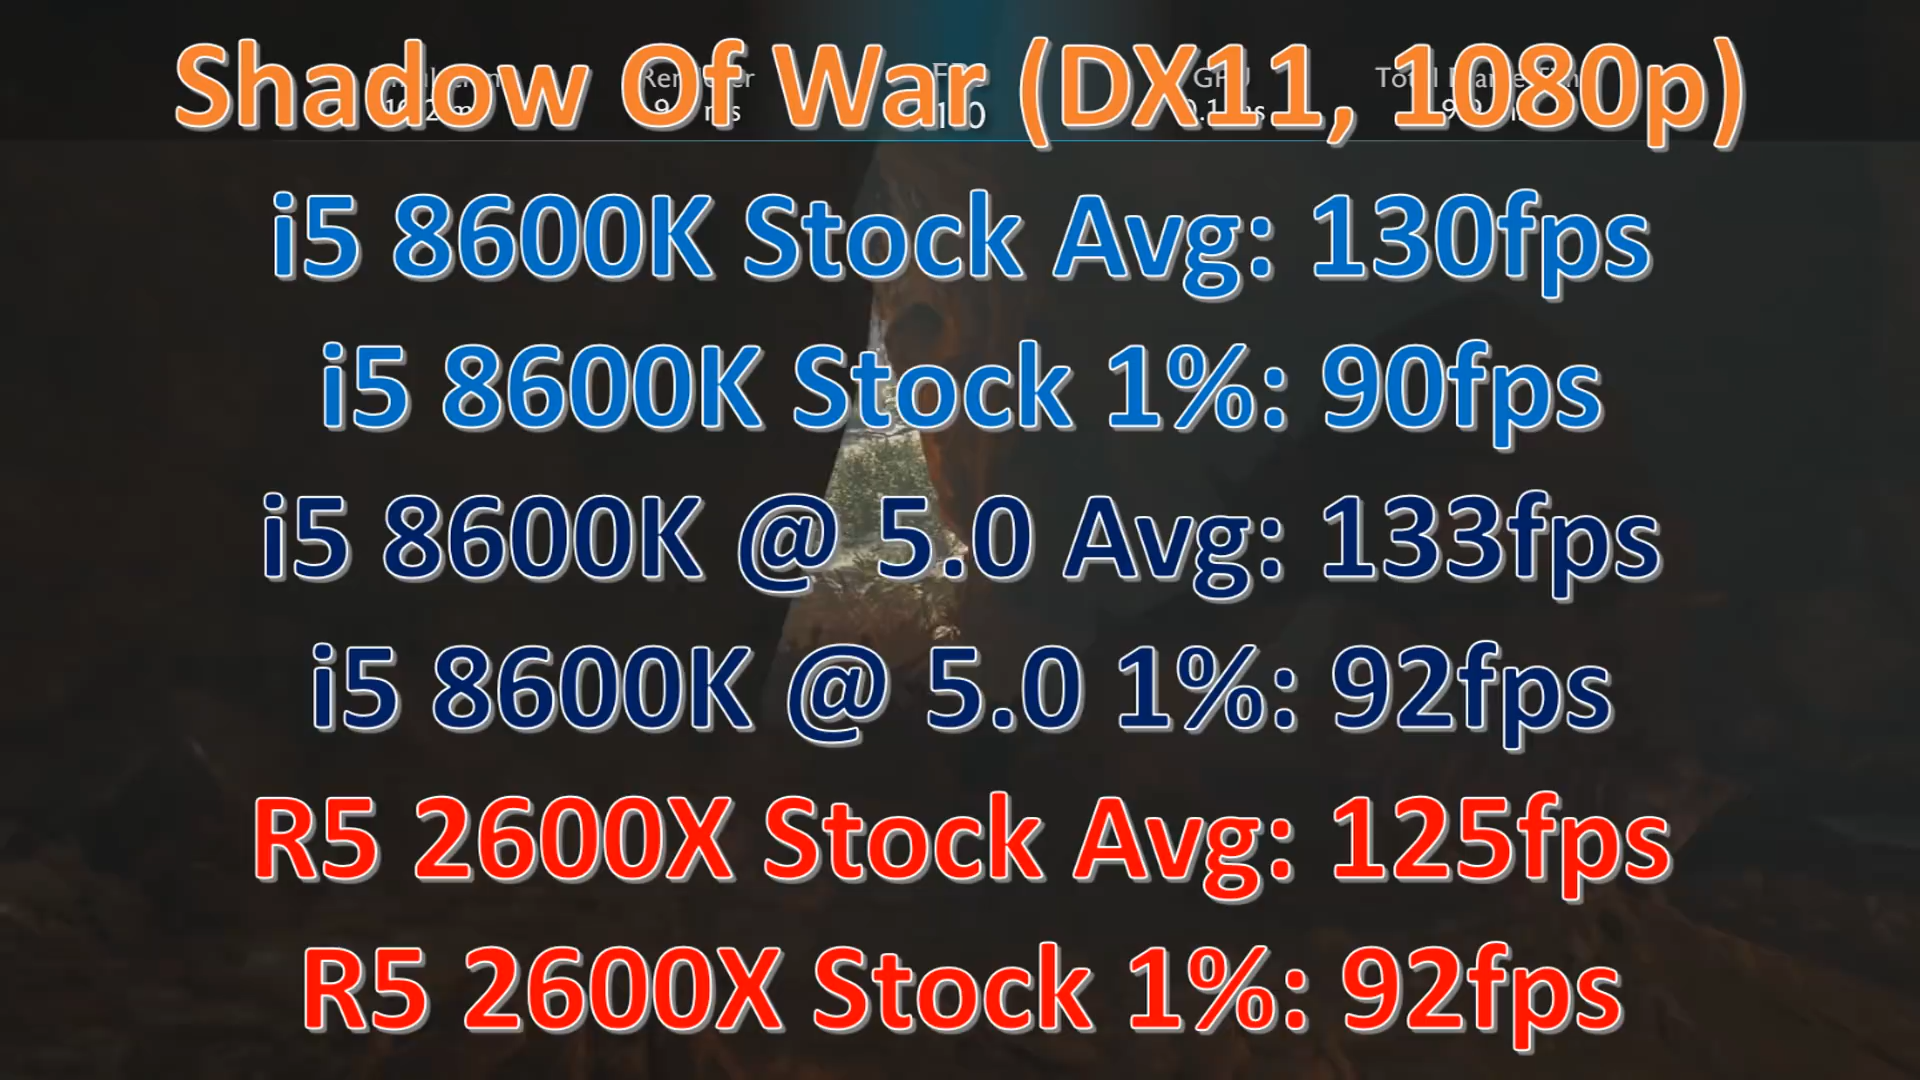 Shadow Of War (DX11, 1080p)
i5 8600K Stock Avg: 130fps
i5 8600K Stock 1%: 90fps
i5 8600K @ 5.0 Avg: 133fps
i5 8600K @ 5.0 1%: 92fps
R5 2600X Stock Avg: 125fps
R5 2600X Stock 1%: 92fps